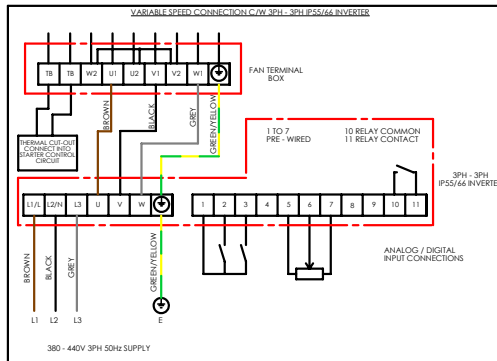 VARIABLE SPEED CONNECTION C/W 3PH - 3PH IP55/66 INVERTER
TB TB W2 U1 U2 V1 V2 W1
FAN TERMINAL
BOX
BROWN
BLACK
GREY
GREEN/YELLOW
THERMAL CUT-OUT
CONNECT INTO
STARTER CONTROL
CIRCUIT
1 TO 7
PRE - WIRED
10 RELAY COMMON
11 RELAY CONTACT
3PH - 3PH
IP55/66 INVERTE
L1/L L2/N L3 U V W
1 2 3 4 5 6 7 8 9 10 11
ANALOG / DIGITAL
INPUT CONNECTIONS
BROWN
BLACK
GREY
GREEN/YELLOW
L1 L2 L3
E
380 - 440V 3PH 50Hz SUPPLY